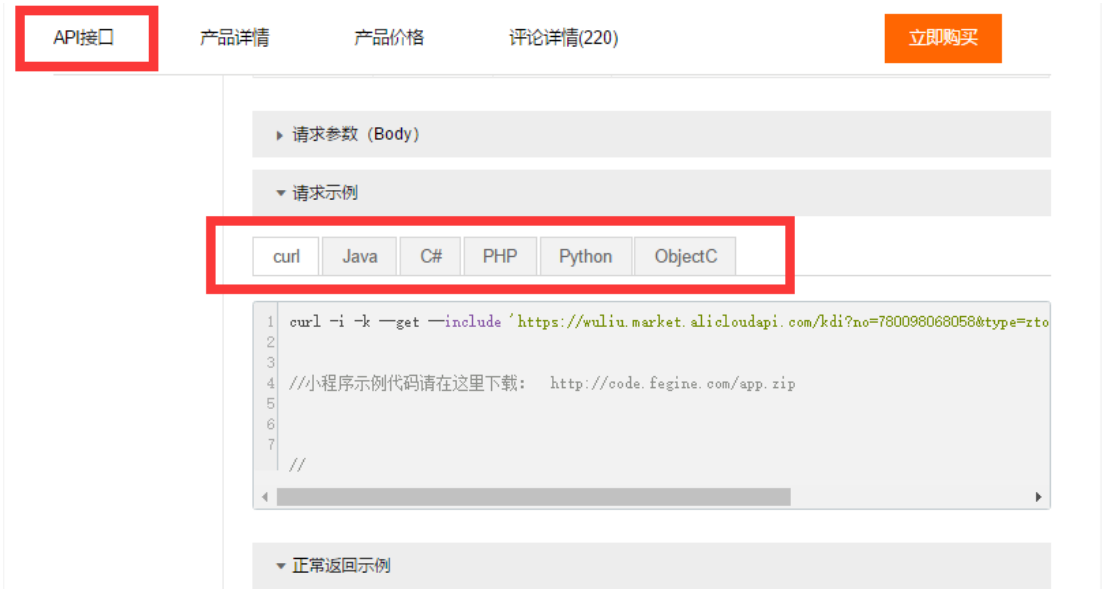 API接口 产品详情 产品价格 评论详情(220) 立即购买
请求参数（Body）
请求示例
curl Java C# PHP Python ObjectC
1 curl -i -k --get --include 'https://wuliu.market.alicloudapi.com/kdi?no=780098068058&type=zto
2
3
4 //小程序示例代码请在这里下载： http://code.fegine.com/app.zip
5
6
7
//
正常返回示例